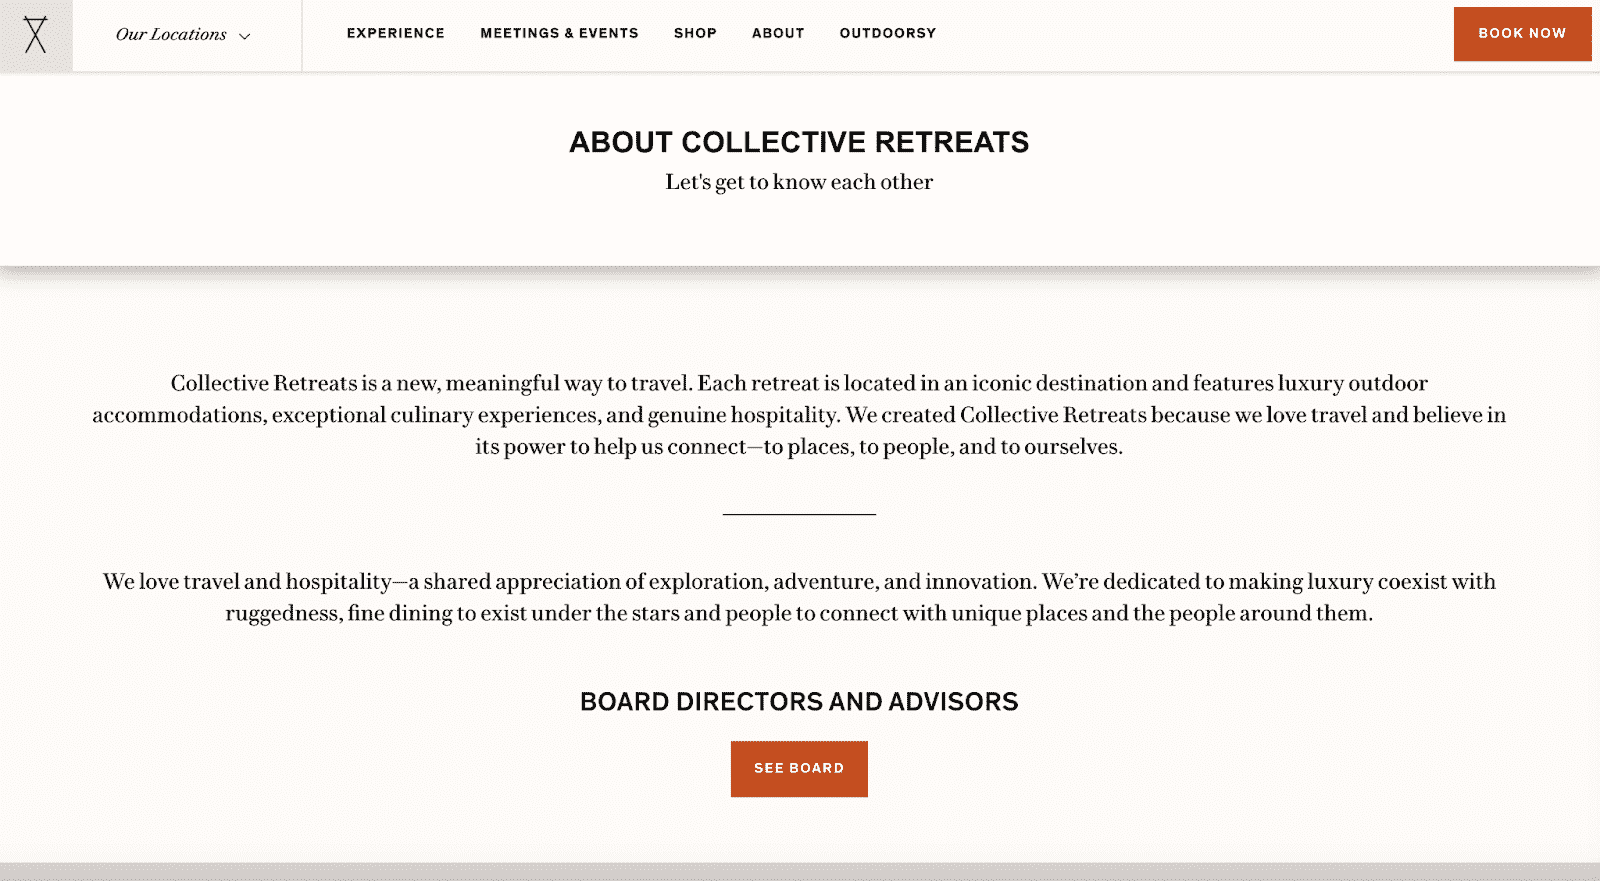 Our Locations
EXPERIENCE
MEETINGS & EVENTS
SHOP
ABOUT
OUTDOORSY
BOOK NOW
ABOUT COLLECTIVE RETREATS
Let's get to know each other
Collective Retreats is a new, meaningful way to travel. Each retreat is located in an iconic destination and features luxury outdoor
accommodations, exceptional culinary experiences, and genuine hospitality. We created Collective Retreats because we love travel and believe in
its power to help us connect—to places, to people, and to ourselves.
We love travel and hospitality—a shared appreciation of exploration, adventure, and innovation. We’re dedicated to making luxury coexist with
ruggedness, fine dining to exist under the stars and people to connect with unique places and the people around them.
BOARD DIRECTORS AND ADVISORS
SEE BOARD